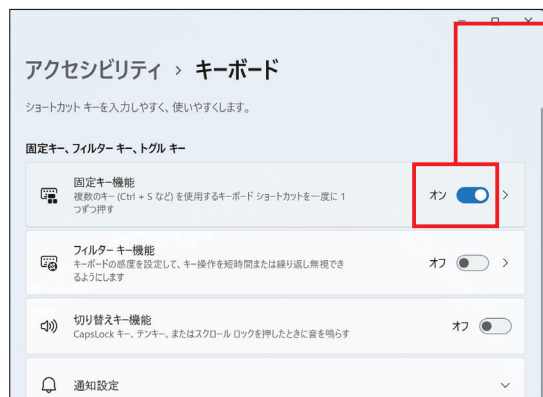 アクセシビリティ › キーボード
ショートカット キーを入力しやすく、使いやすくします。
固定キー、フィルター キー、トグル キー
固定キー機能
複数のキー (Ctrl + S など) を使用するキーボード ショートカットを一度に 1
つずつ押す
オン
フィルター キー機能
キーボードの感度を設定して、キー操作を短時間または繰り返し無視でき
るようにします
オフ
切り替えキー機能
CapsLock キー、テンキー、またはスクロール ロックを押したときに音を鳴らす
オフ
通知設定